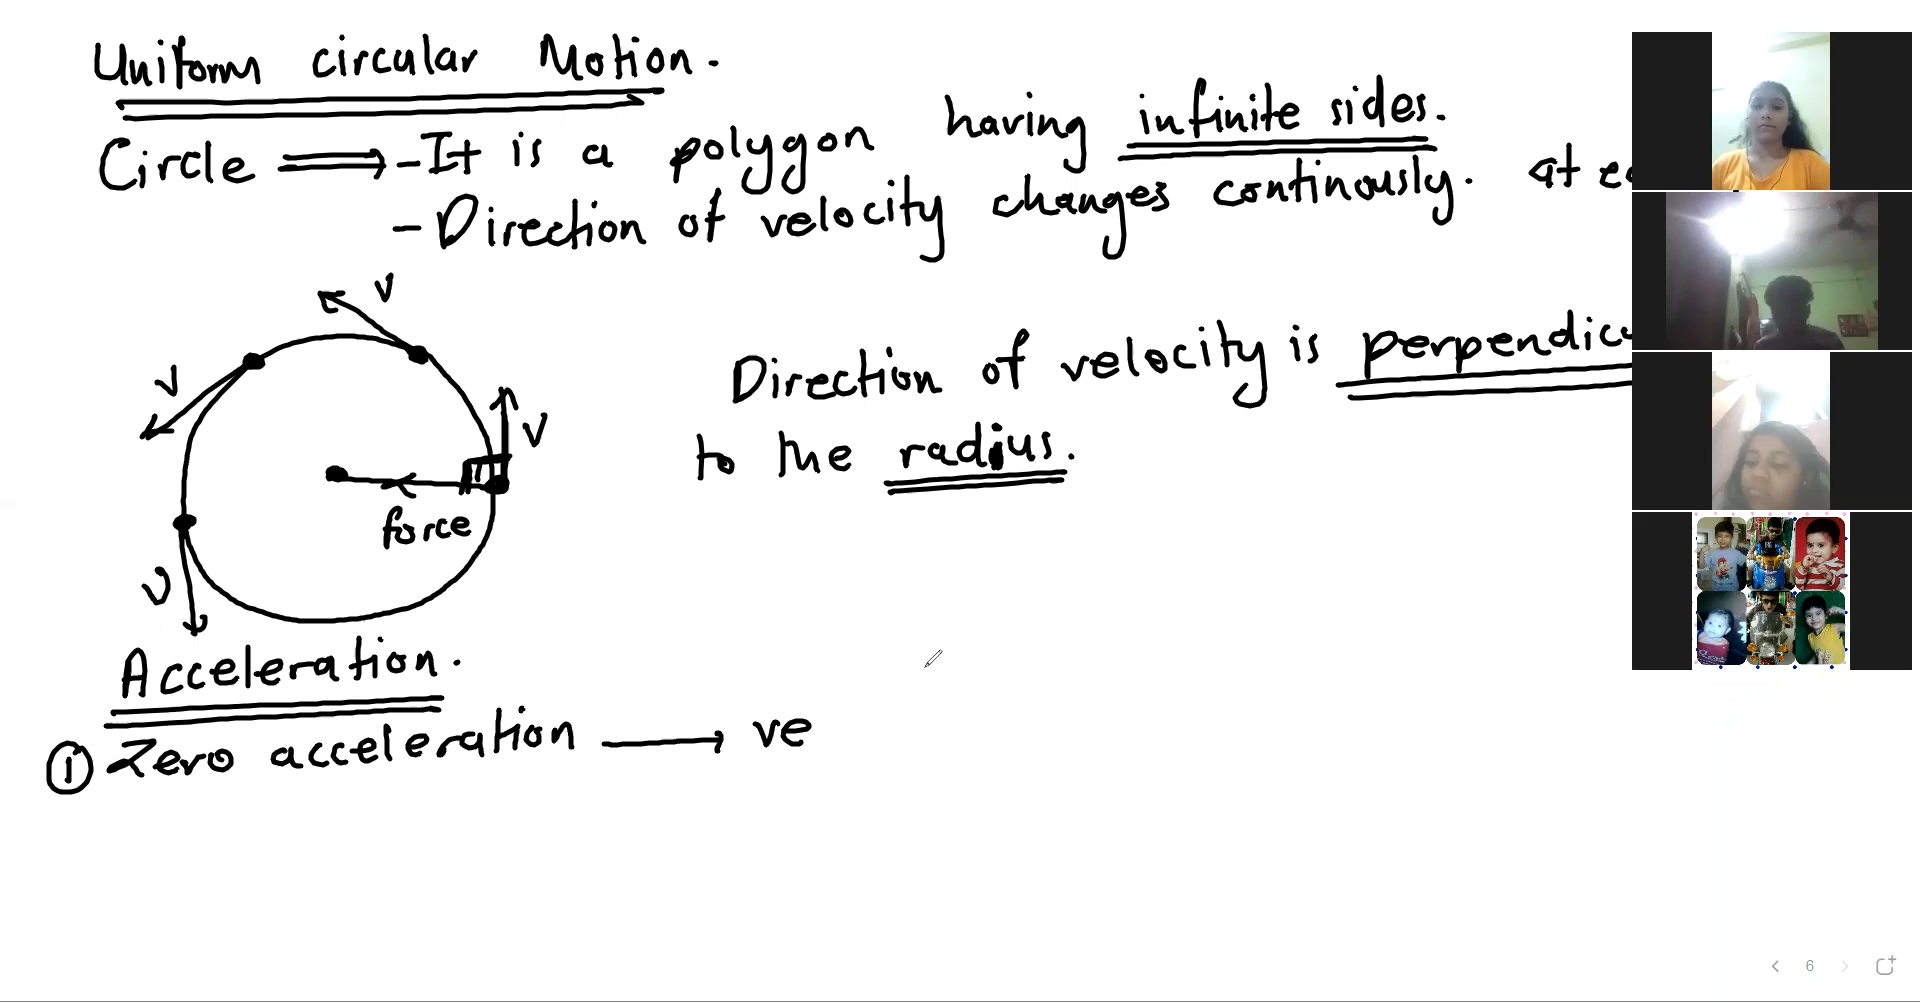 Uniform circular Motion.
Circle ⟹ - It is a polygon having infinite sides.
- Direction of velocity changes continously. at
V
V
V
force
V
Direction of velocity is
to the radius.
Acceleration.
① Zero acceleration ⟶ ve
6